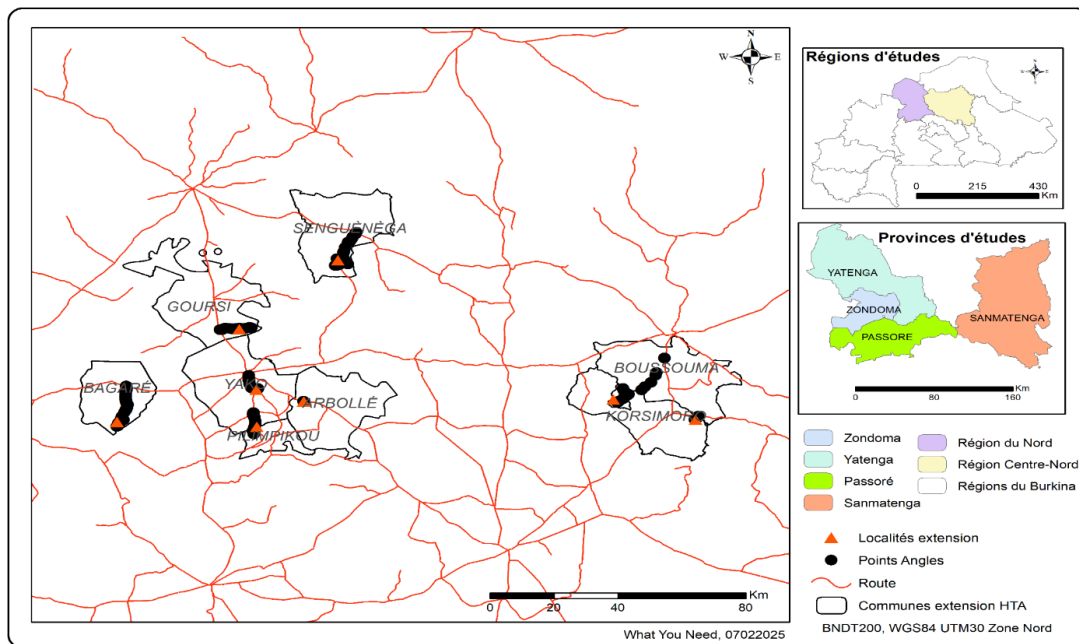 N
W E
S
SENGUÉNÈGA
GOURSI
BAGARÉ
YAKO
ARBOLLÉ
PILIMPIKOU
BOUSSOUMA
KORSIMORO
Km
0 20 40 80
What You Need, 07022025
Régions d'études
0 215 430
Km
Provinces d'études
YATENGA
ZONDOMA
SANMATENGA
PASSORE
Km
0 80 160
Zondoma
Yatenga
Passoré
Sanmatenga
Région du Nord
Région Centre-Nord
Régions du Burkina
Localités extension
Points Angles
Route
Communes extension HTA
BNDT200, WGS84 UTM30 Zone Nord